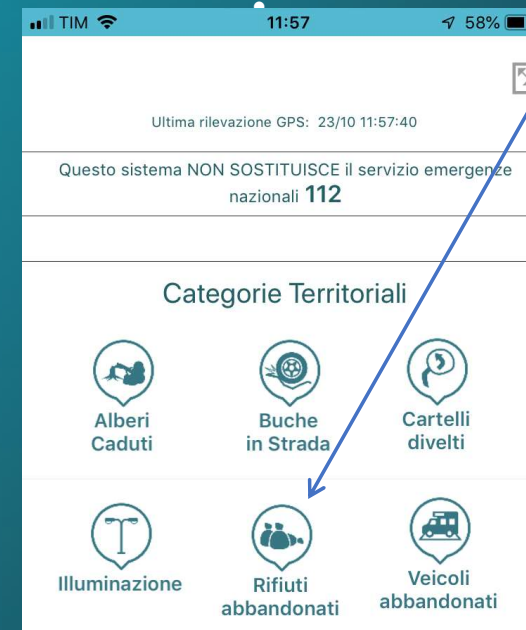 TIM 11:57 58%
Ultima rilevazione GPS: 23/10 11:57:40
Questo sistema NON SOSTITUISCE il servizio emergenze
nazionali 112
Categorie Territoriali
Alberi
Caduti
Buche
in Strada
Cartelli
divelti
Illuminazione
Rifiuti
abbandonati
Veicoli
abbandonati